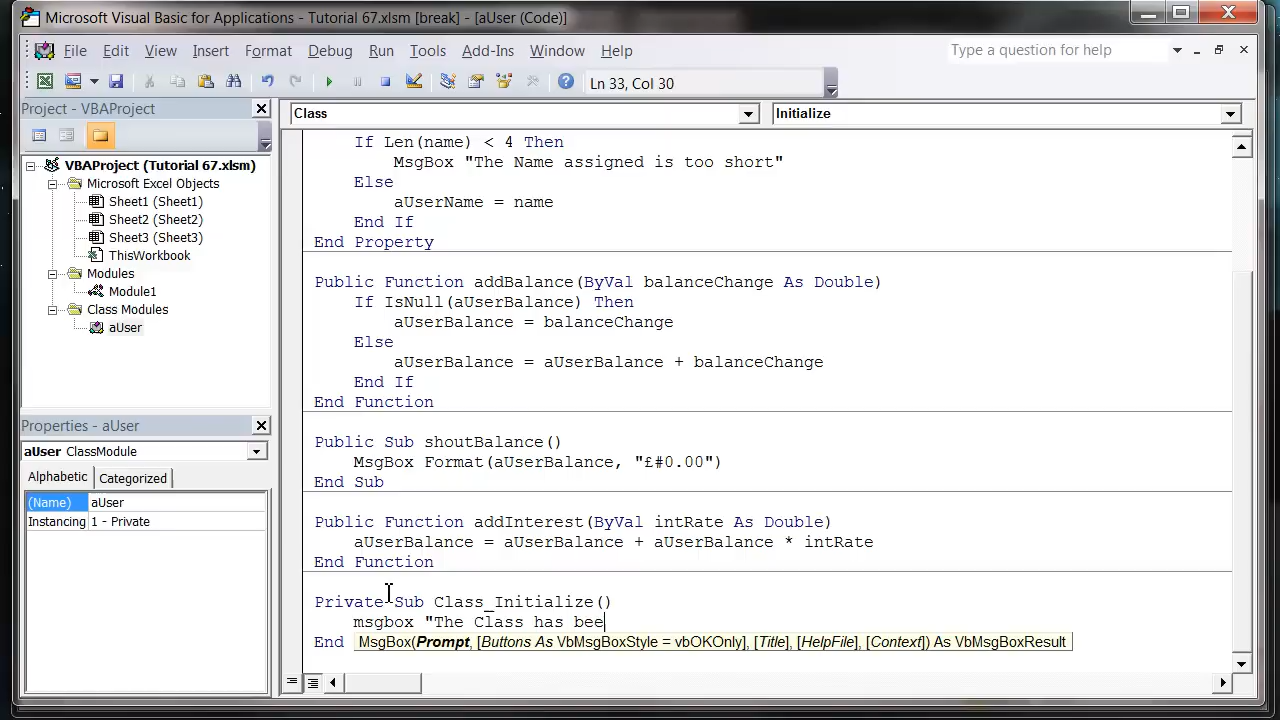 Microsoft Visual Basic for Applications - Tutorial 67.xlsm [break] - [aUser (Code)]
File Edit View Insert Format Debug Run Tools Add-Ins Window Help
Type a question for help
Ln 33, Col 30
Project - VBAProject
VBAProject (Tutorial 67.xlsm)
Microsoft Excel Objects
Sheet1 (Sheet1)
Sheet2 (Sheet2)
Sheet3 (Sheet3)
ThisWorkbook
Modules
Module1
Class Modules
aUser
Properties - aUser
aUser ClassModule
Alphabetic Categorized
(Name) aUser
Instancing 1 - Private
Class Initialize
If Len(name) < 4 Then
MsgBox "The Name assigned is too short"
Else
aUserName = name
End If
End Property
Public Function addBalance(ByVal balanceChange As Double)
If IsNull(aUserBalance) Then
aUserBalance = balanceChange
Else
aUserBalance = aUserBalance + balanceChange
End If
End Function
Public Sub shoutBalance()
MsgBox Format(aUserBalance, "£#0.00")
End Sub
Public Function addInterest(ByVal intRate As Double)
aUserBalance = aUserBalance + aUserBalance * intRate
End Function
Private Sub Class_Initialize()
msgbox "The Class has bee
End MsgBox(Prompt, [Buttons As VbMsgBoxStyle = vbOKOnly], [Title], [HelpFile], [Context]) As VbMsgBoxResult